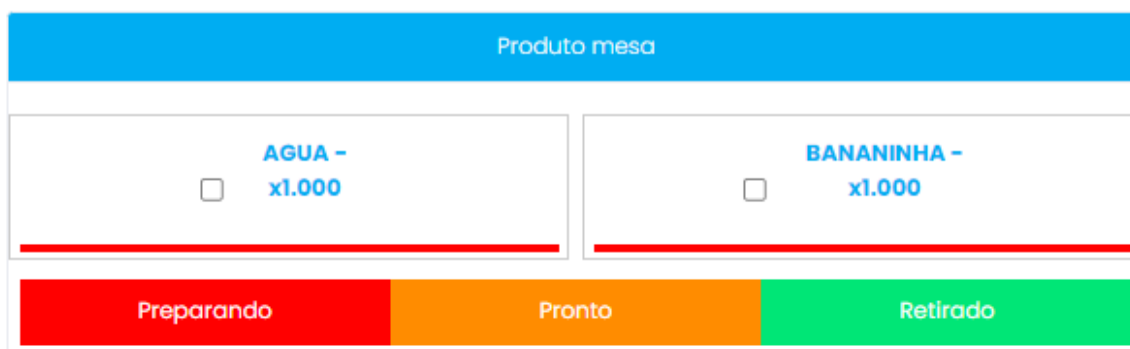 Produto mesa
AGUA -
x1.000
BANANINHA -
x1.000
Preparando
Pronto
Retirado